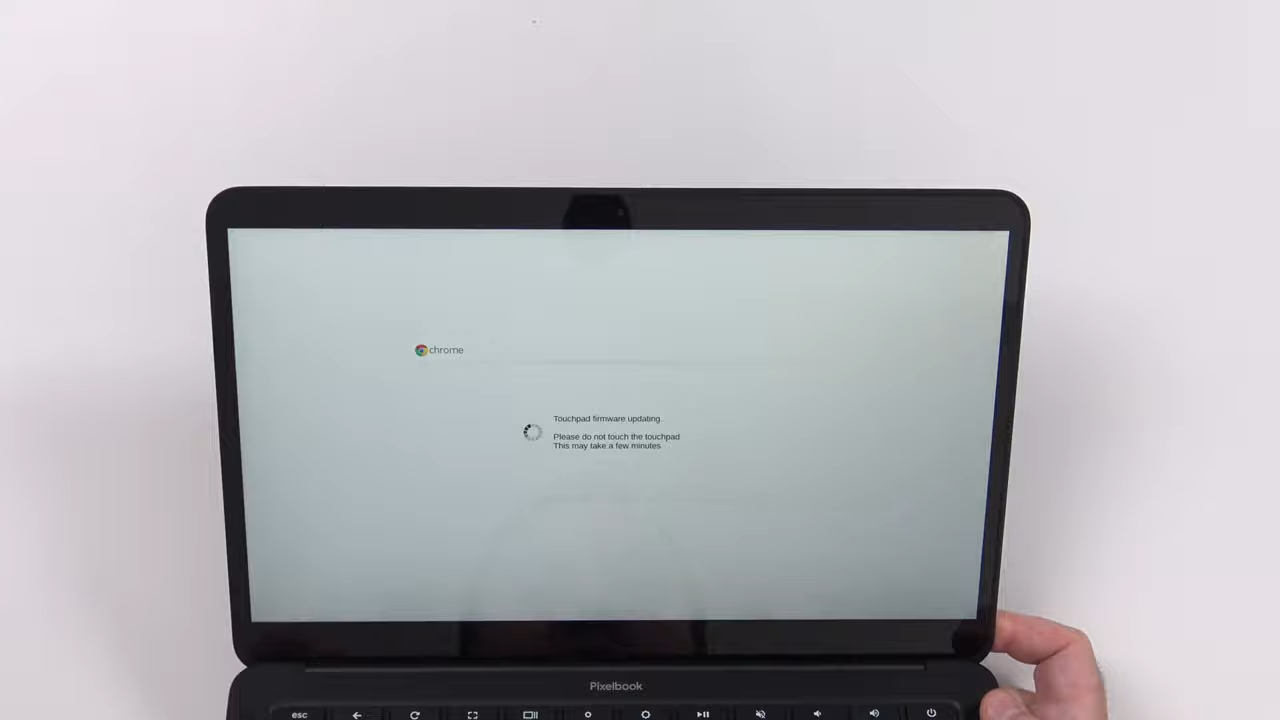 chrome
Touchpad firmware updating.
Please do not touch the touchpad
This may take a few minutes
Pixelbook
esc